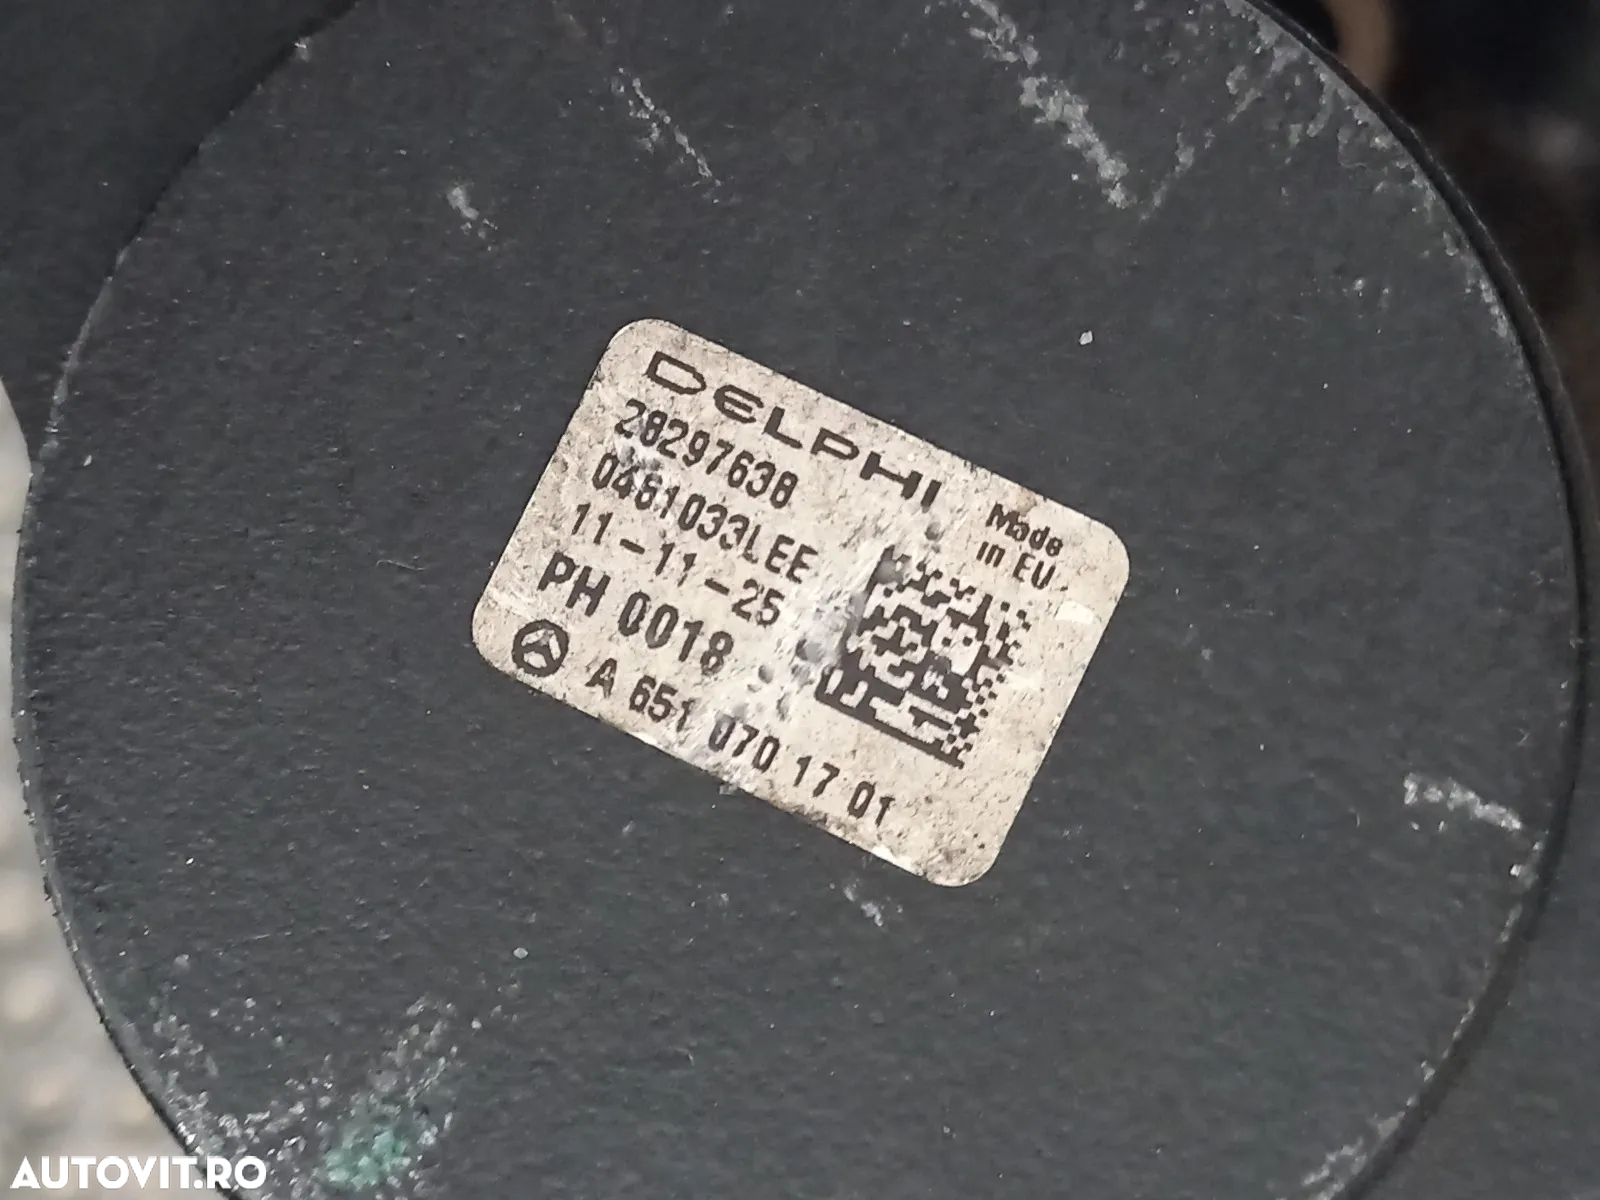 DELPHI
28297638
0461033LEE
11-11-25
PH 0018
A 651 070 17 01
Made
in EU
AUTOVIT.RO